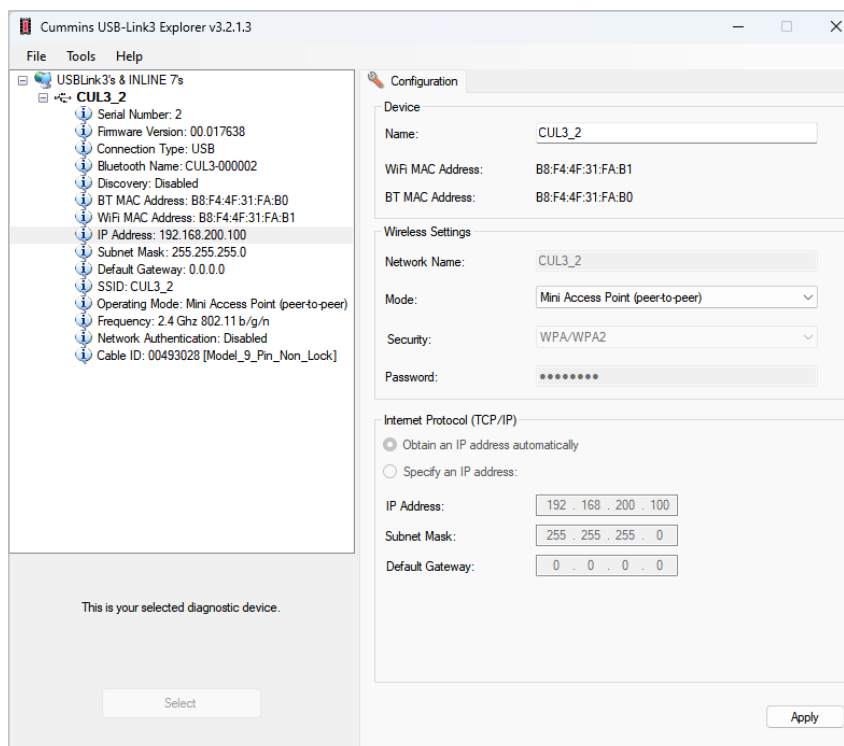 Cummins USB-Link3 Explorer v3.2.1.3
File Tools Help
USBLink3's & INLINE 7's
CUL3_2
Serial Number: 2
Firmware Version: 00.017638
Connection Type: USB
Bluetooth Name: CUL3-000002
Discovery: Disabled
BT MAC Address: B8:F4:4F:31:FA:B0
WiFi MAC Address: B8:F4:4F:31:FA:B1
IP Address: 192.168.200.100
Subnet Mask: 255.255.255.0
Default Gateway: 0.0.0.0
SSID: CUL3_2
Operating Mode: Mini Access Point (peer-to-peer)
Frequency: 2.4 Ghz 802.11 b/g/n
Network Authentication: Disabled
Cable ID: 00493028 [Model_9_Pin_Non_Lock]
This is your selected diagnostic device.
Select
Configuration
Device
Name: CUL3_2
WiFi MAC Address: B8:F4:4F:31:FA:B1
BT MAC Address: B8:F4:4F:31:FA:B0
Wireless Settings
Network Name: CUL3_2
Mode: Mini Access Point (peer-to-peer)
Security: WPA/WPA2
Password: ●●●●●●●●
Internet Protocol (TCP/IP)
Obtain an IP address automatically
Specify an IP address:
IP Address: 192 . 168 . 200 . 100
Subnet Mask: 255 . 255 . 255 . 0
Default Gateway: 0 . 0 . 0 . 0
Apply